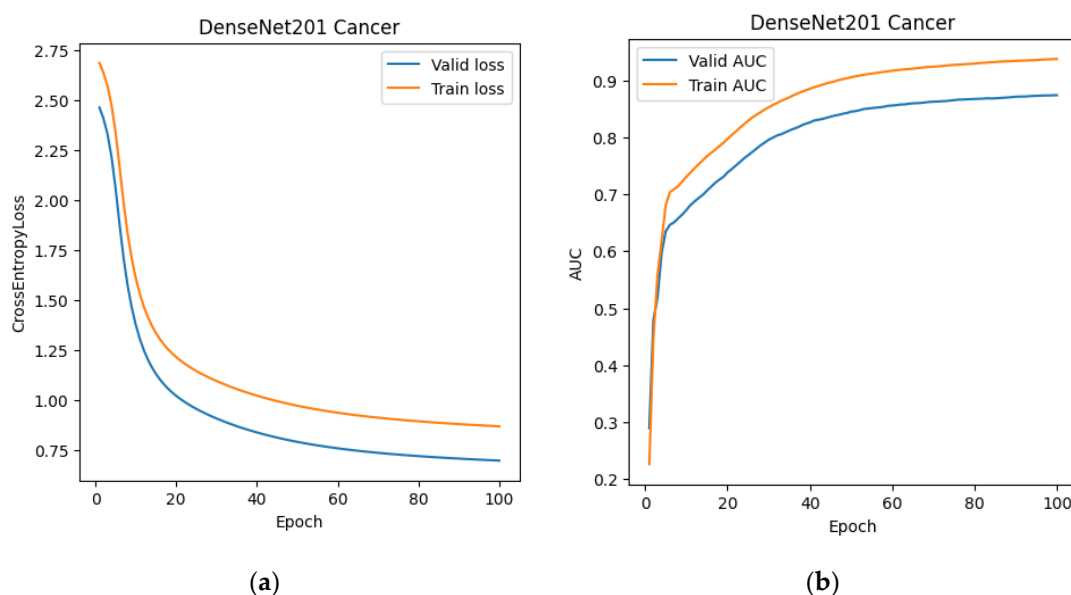 DenseNet201 Cancer
2.75
2.50
2.25
2.00
1.75
1.50
1.25
1.00
0.75
CrossEntropyLoss
Valid loss
Train loss
0 20 40 60 80 100
Epoch
(a)
DenseNet201 Cancer
0.9
0.8
0.7
0.6
0.5
0.4
0.3
0.2
AUC
Valid AUC
Train AUC
0 20 40 60 80 100
Epoch
(b)